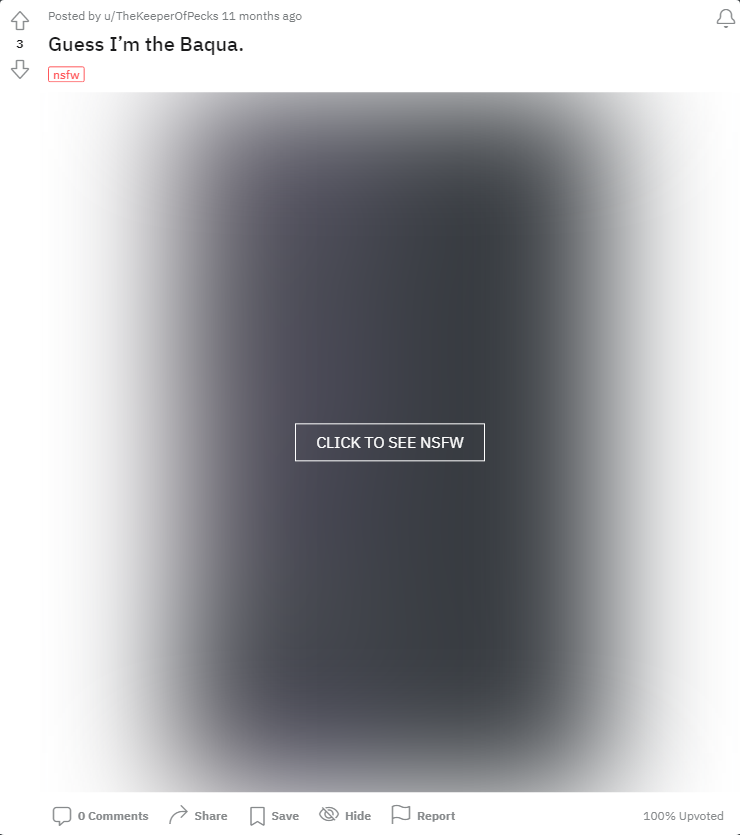 Posted by u/TheKeeperOfPecks 11 months ago
3
Guess I’m the Baqua.
nsfw
CLICK TO SEE NSFW
0 Comments Share Save Hide Report 100% Upvoted